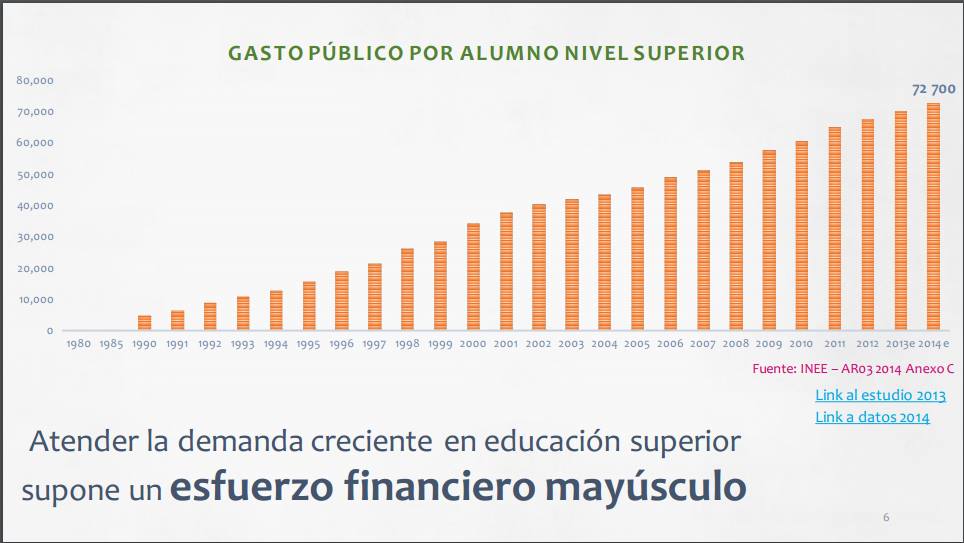 GASTO PÚBLICO POR ALUMNO NIVEL SUPERIOR
80,000
72 700
70,000
60,000
50,000
40,000
30,000
20,000
10,000
0
1980 1985 1990 1991 1992 1993 1994 1995 1996 1997 1998 1999 2000 2001 2002 2003 2004 2005 2006 2007 2008 2009 2010 2011 2012 2013e 2014e
Fuente: INEE – AR03 2014 Anexo C
Link al estudio 2013
Link a datos 2014
Atender la demanda creciente en educación superior
supone un esfuerzo financiero mayúsculo
6